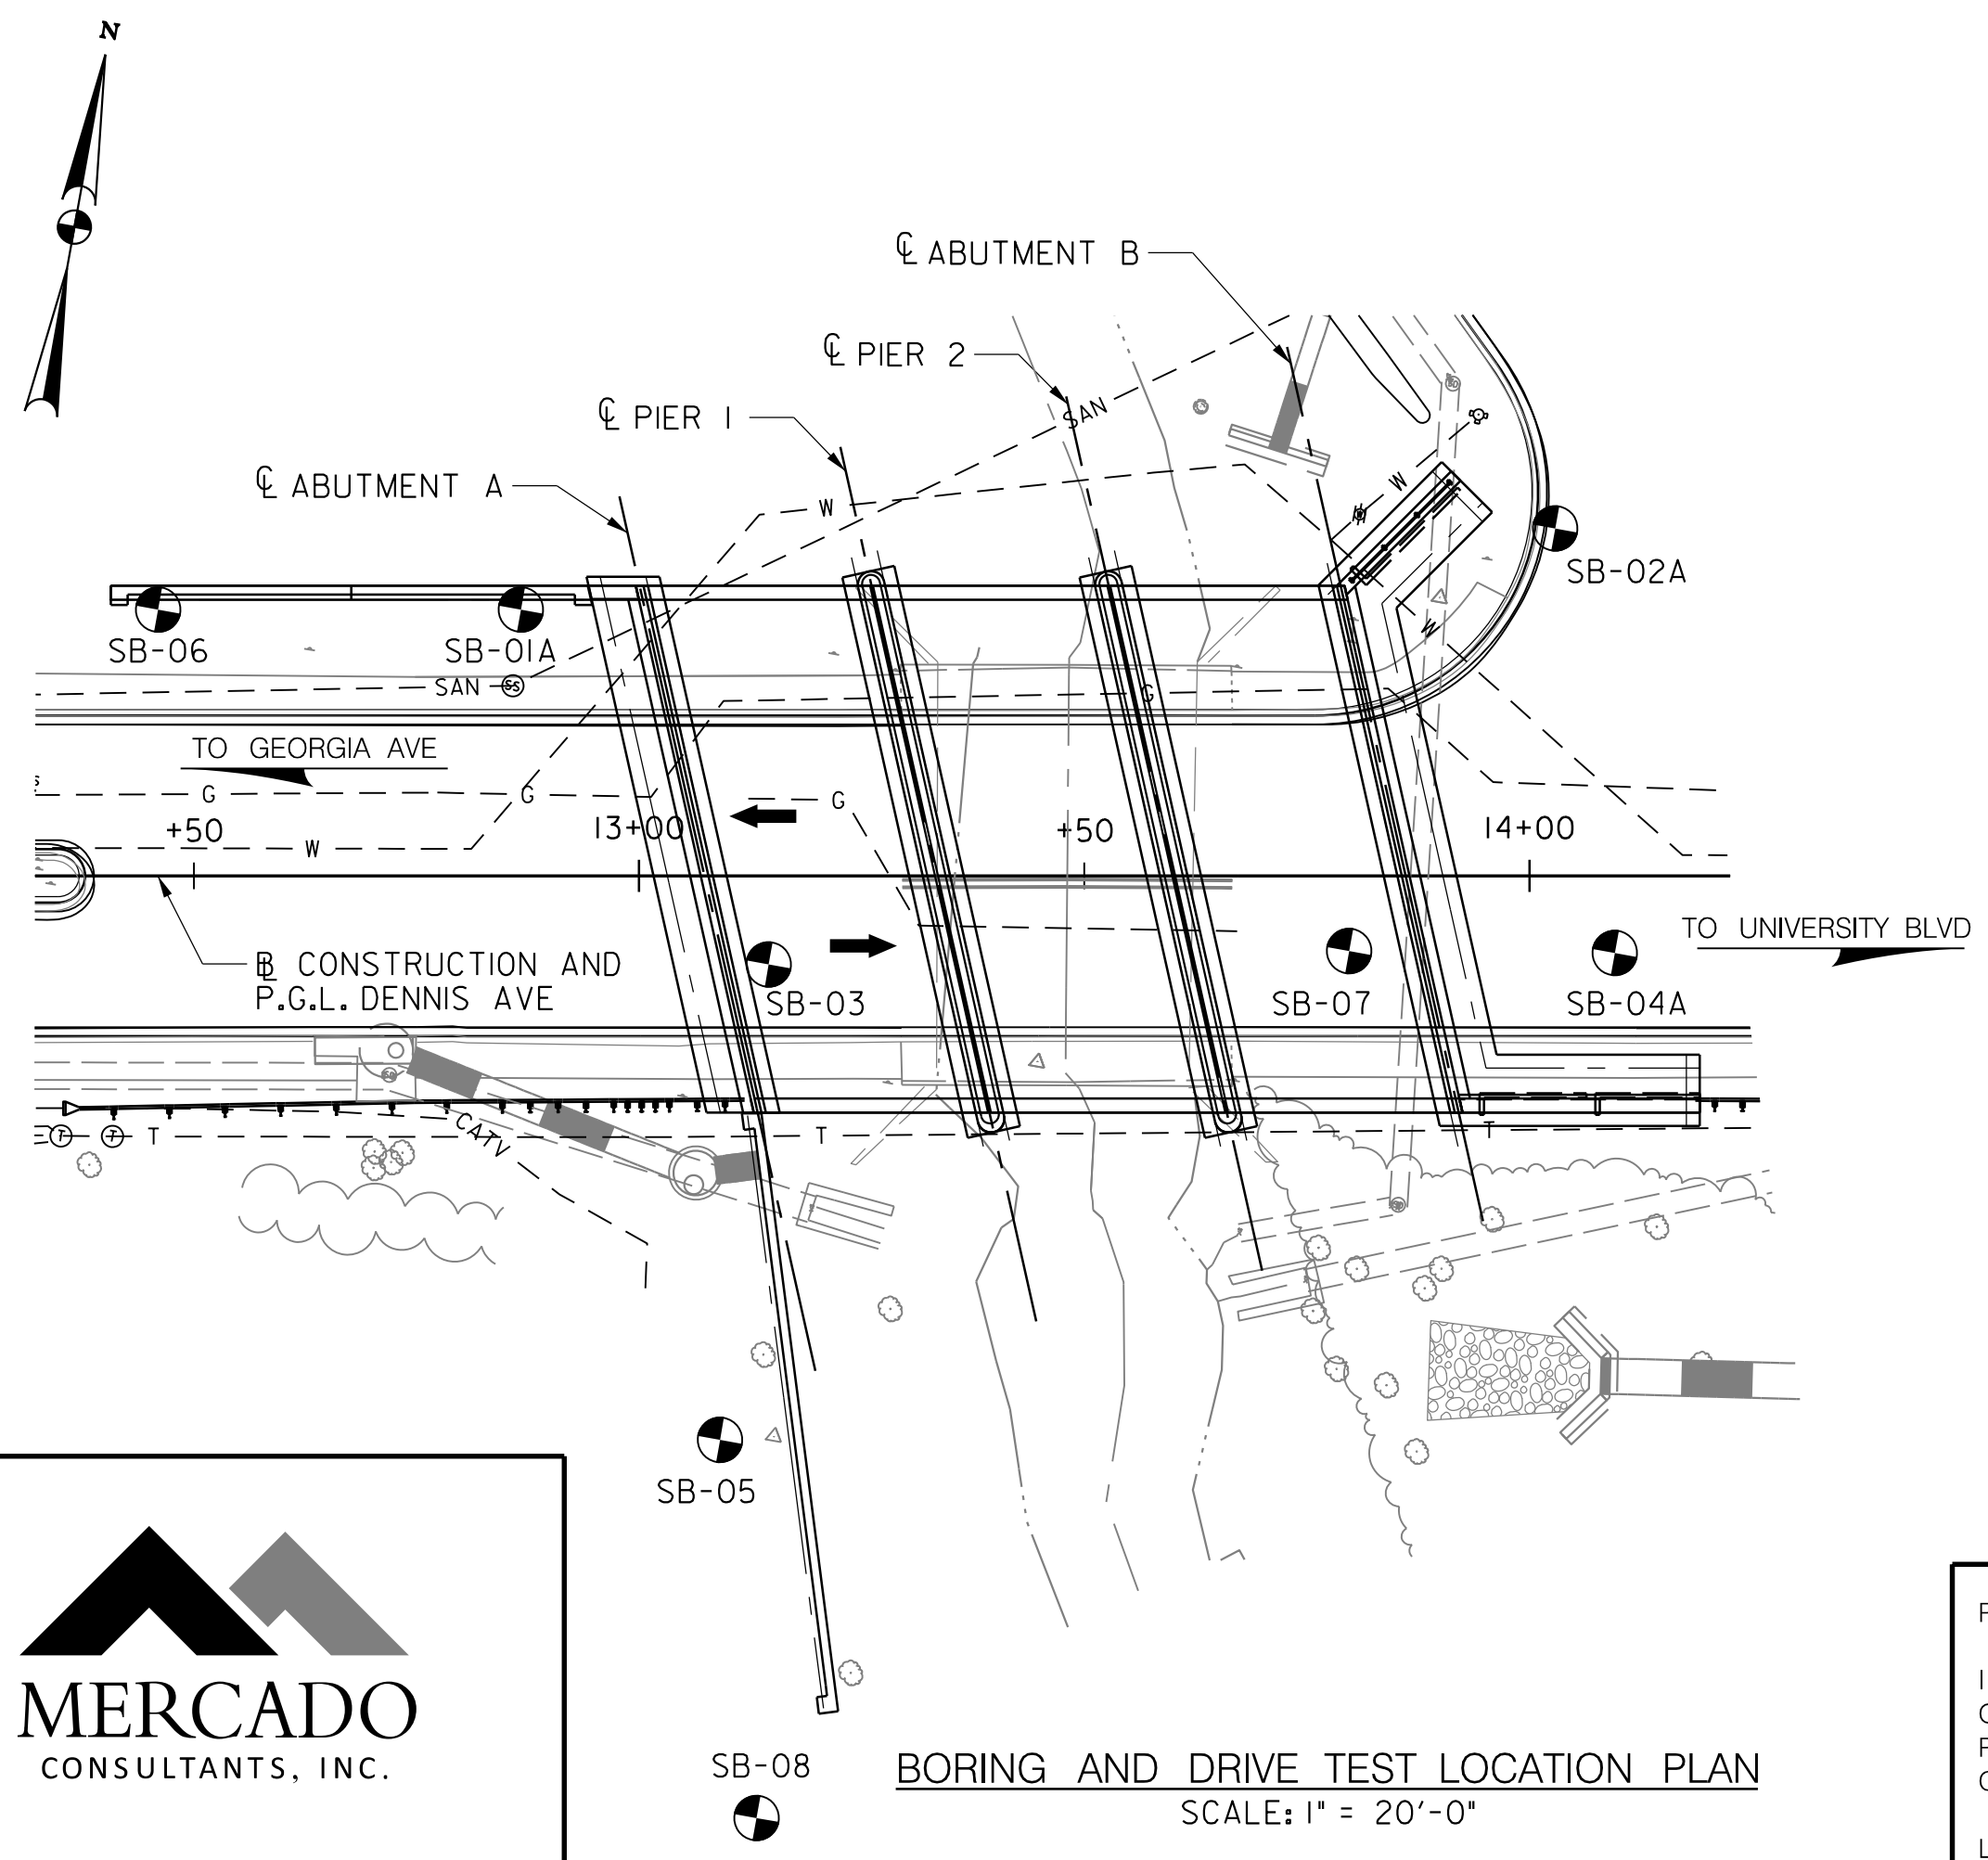 N
℄ ABUTMENT B
℄ PIER 2
SAN
℄ PIER 1
℄ ABUTMENT A
W
W
SB-02A
SB-06
SB-01A
W
SAN
SS
G
TO GEORGIA AVE
G
G
G
+50
13+00
+50
14+00
W
TO UNIVERSITY BLVD
CONSTRUCTION AND
P.G.L. DENNIS AVE
SB-03
SB-07
SB-04A
CATV
T
T
T
T
T
SB-05
MERCADO
CONSULTANTS, INC.
SB-08
BORING AND DRIVE TEST LOCATION PLAN
SCALE: 1" = 20'-0"